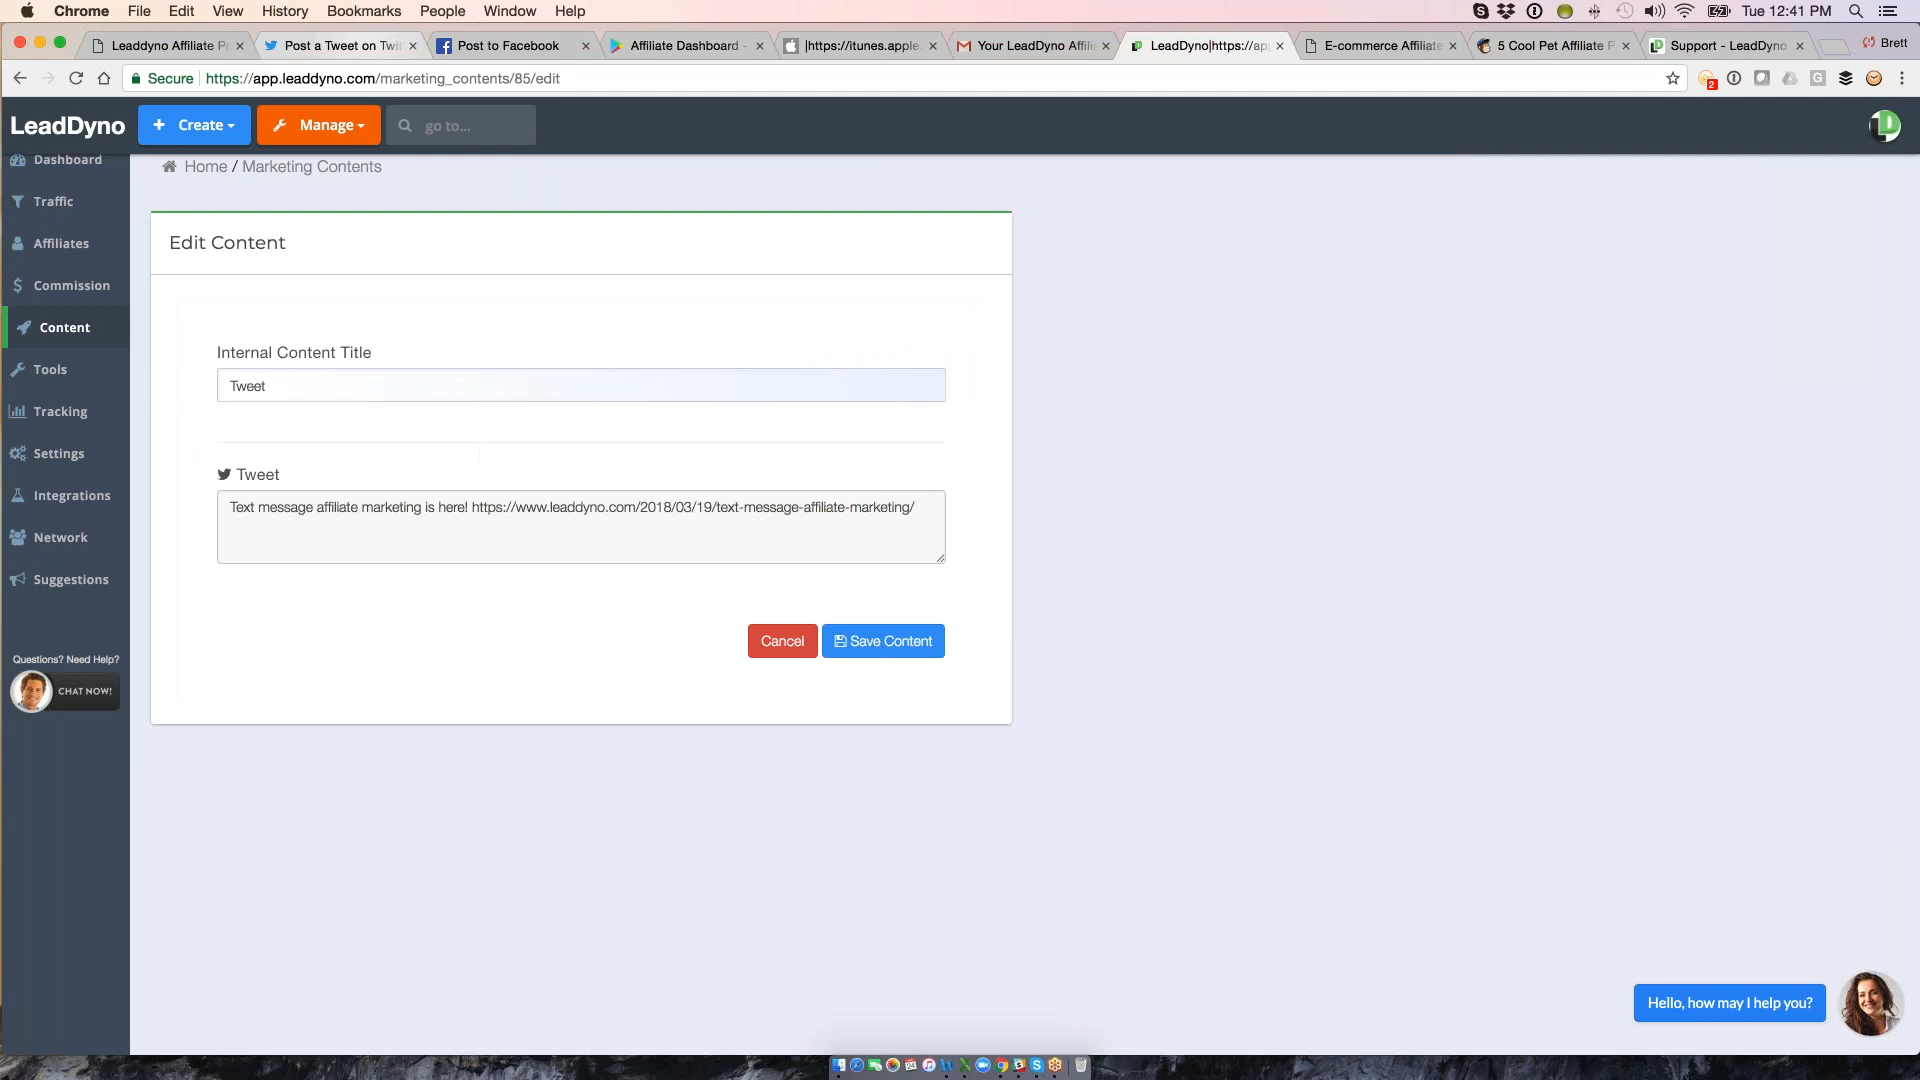 Chrome File Edit View History Bookmarks People Window Help Tue 12:41 PM
Leaddyno Affiliate Pr Post a Tweet on Twit Post to Facebook Affiliate Dashboard - |https://itunes.apple. Your LeadDyno Affili LeadDyno|https://app E-commerce Affiliate 5 Cool Pet Affiliate P Support - LeadDyno Brett
Secure https://app.leaddyno.com/marketing_contents/85/edit 2
LeadDyno + Create Manage go to...
Dashboard
Home / Marketing Contents
Traffic
Affiliates
Commission
Content
Tools
Tracking
Settings
Integrations
Network
Suggestions
Questions? Need Help?
CHAT NOW!
Edit Content
Internal Content Title
Tweet
Tweet
Text message affiliate marketing is here! https://www.leaddyno.com/2018/03/19/text-message-affiliate-marketing/
Cancel Save Content
Hello, how may I help you?